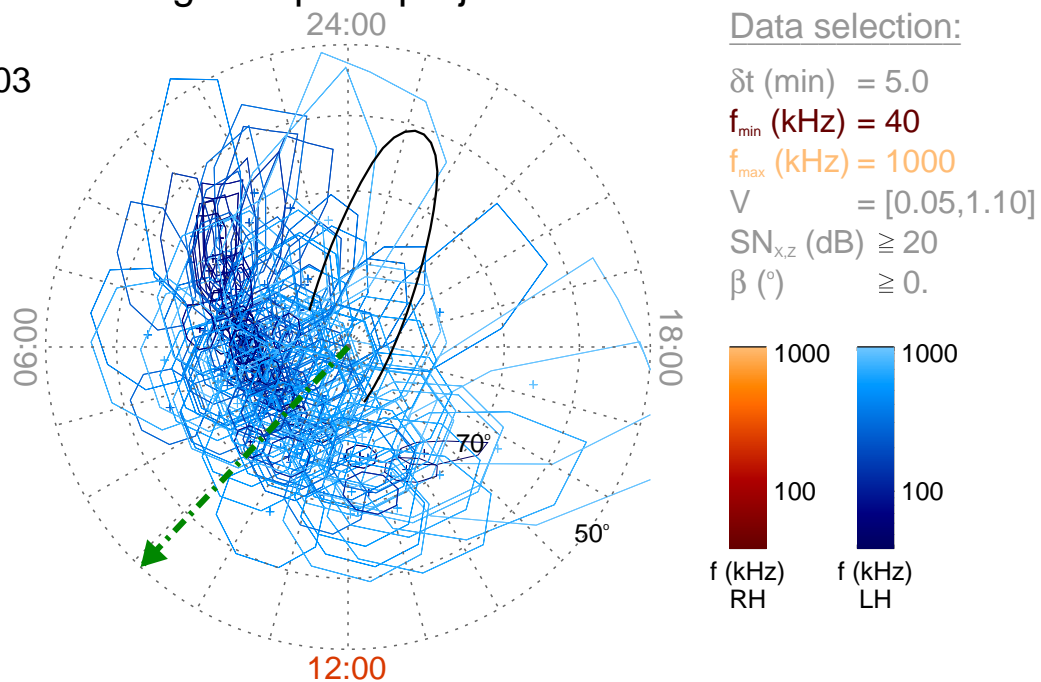 03
24:00
06:00
18:00
12:00
70°
50°
Data selection:
δt (min) = 5.0
fmin (kHz) = 40
fmax (kHz) = 1000
V = [0.05,1.10]
SNX,Z (dB) ≧ 20
β (°) ≧ 0.
1000
1000
100
100
f (kHz)
RH
f (kHz)
LH